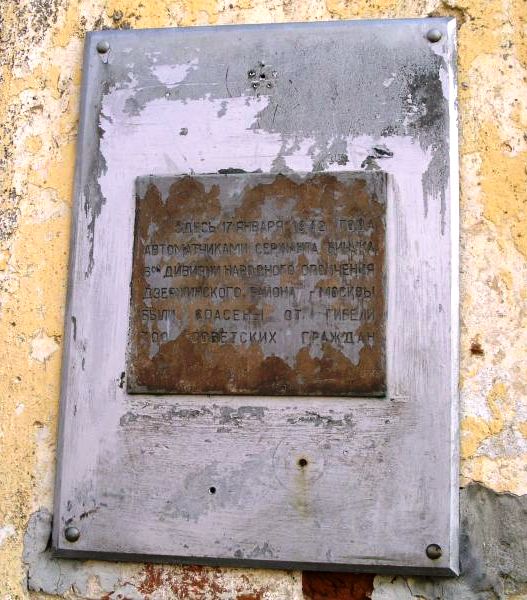 ЗДЕСЬ 17 ЯНВАРЯ 1942 ГОДА
АВТОМАТЧИКАМИ СЕРЖАНТА
ДИВИЗИИ НАРОДНОГО ОПОЛЧЕНИЯ
ДЗЕРЖИНСКОГО РАЙОНА Г. МОСКВЫ
БЫЛИ СПАСЕНЫ ОТ ГИБЕЛИ
СОВЕТСКИХ ГРАЖДАН